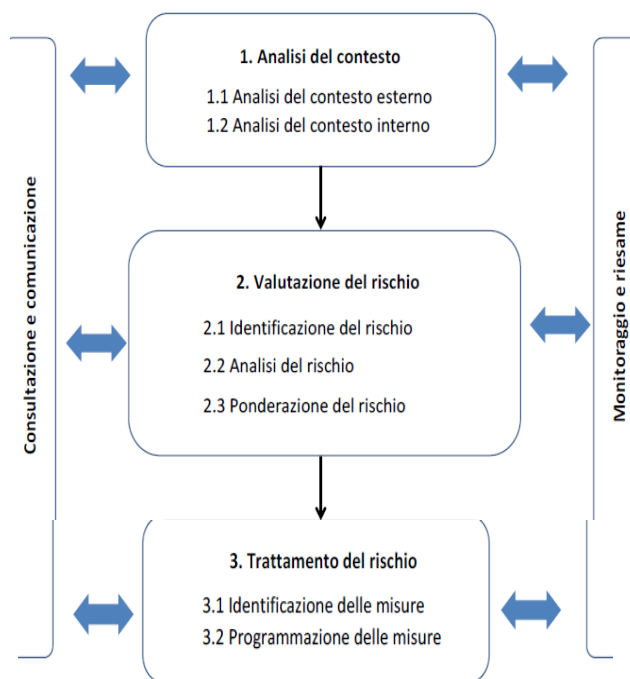 1. Analisi del contesto
1.1 Analisi del contesto esterno
1.2 Analisi del contesto interno
Consultazione e comunicazione
2. Valutazione del rischio
2.1 Identificazione del rischio
2.2 Analisi del rischio
2.3 Ponderazione del rischio
Monitoraggio e riesame
3. Trattamento del rischio
3.1 Identificazione delle misure
3.2 Programmazione delle misure